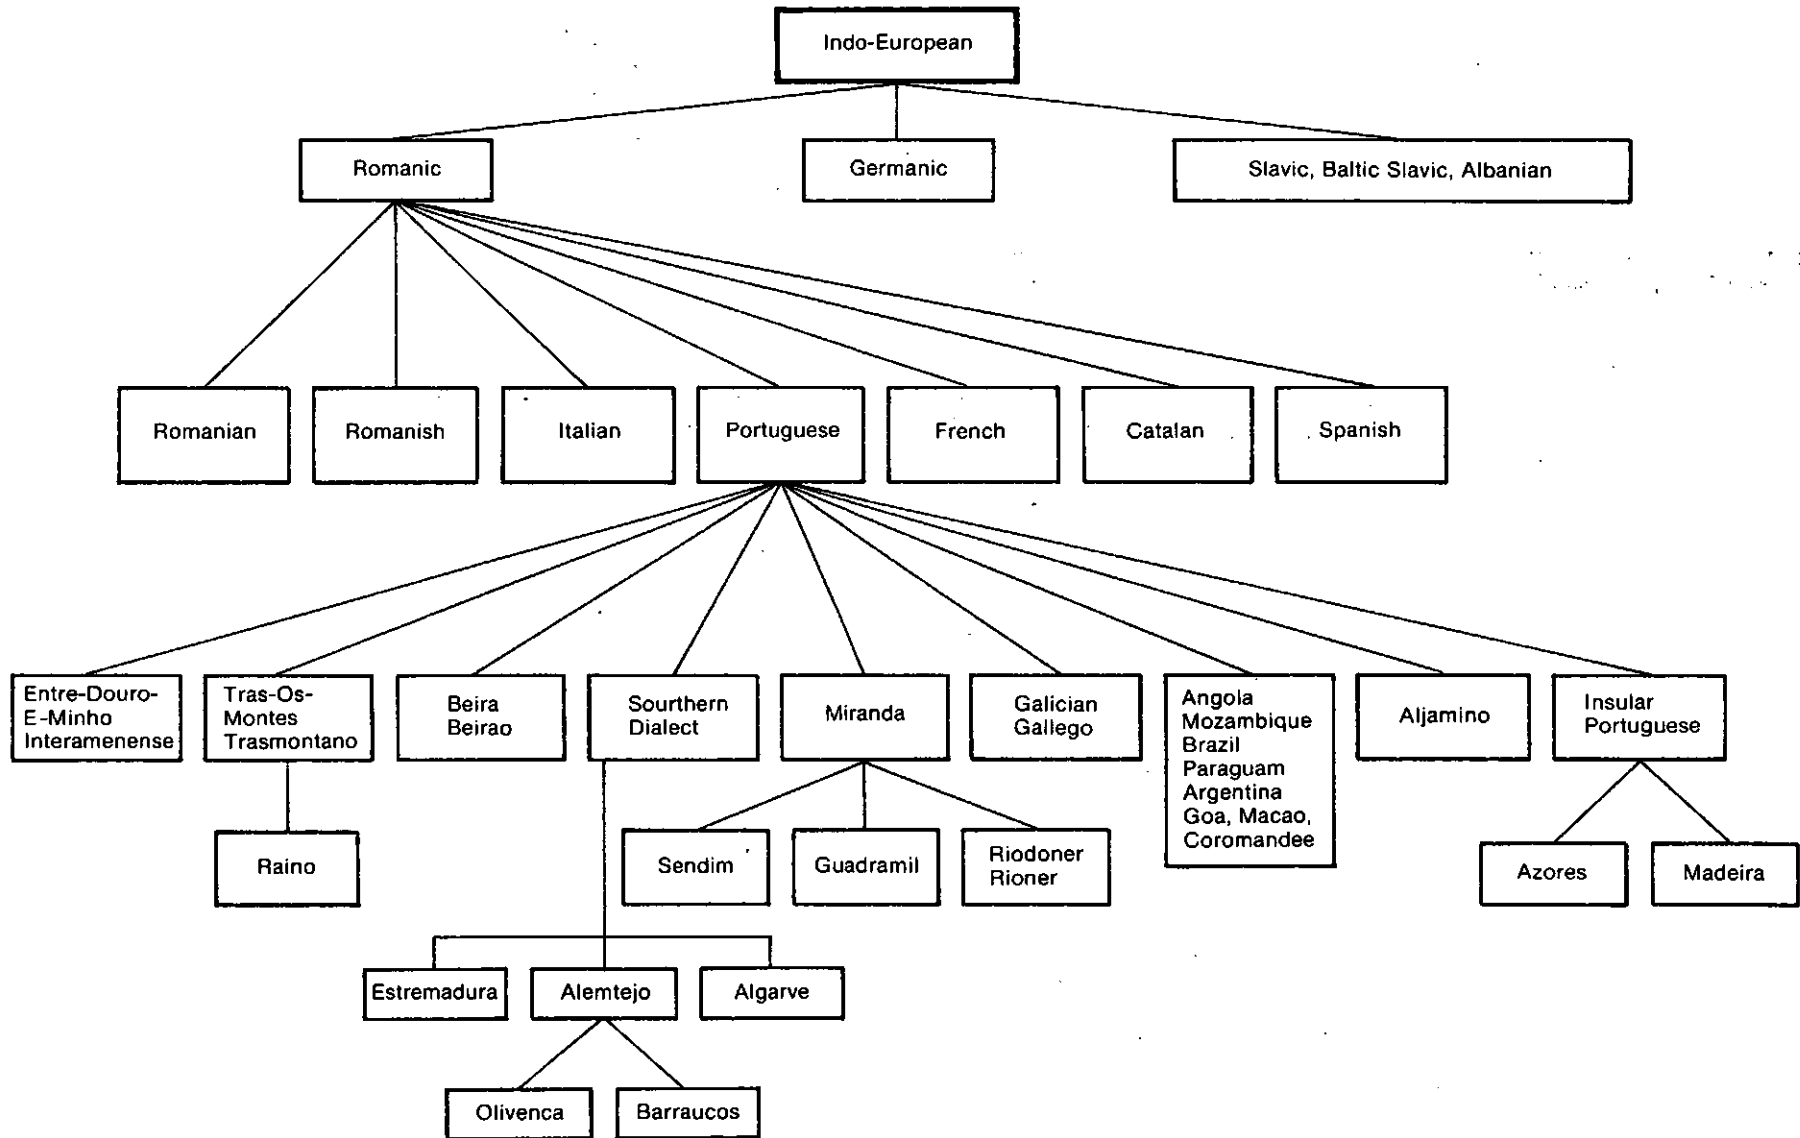 Indo-European
Romanic
Germanic
Slavic, Baltic Slavic, Albanian
Romanian
Romanish
Italian
Portuguese
French
Catalan
Spanish
Entre-Douro-
E-Minho
Interamenense
Tras-Os-
Montes
Trasmontano
Beira
Beirao
Sourthern
Dialect
Miranda
Galician
Gallego
Angola
Mozambique
Brazil
Paraguam
Argentina
Goa, Macao,
Coromandee
Aljamino
Insular
Portuguese
Raino
Sendim
Guadramil
Riodoner
Rioner
Azores
Madeira
Estremadura
Alemtejo
Algarve
Olivenca
Barraucos